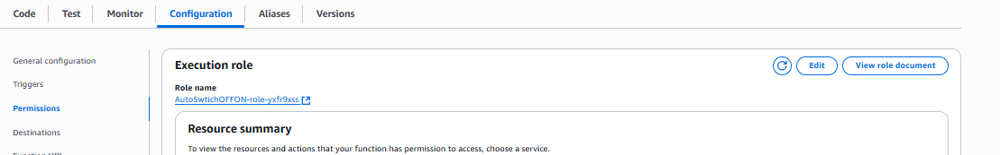 Code Test Monitor Configuration Aliases Versions
General configuration
Triggers
Permissions
Destinations
Execution role
Edit View role document
Role name
AutoSwtichOFFON-role-yxfr9xss
Resource summary
To view the resources and actions that your function has permission to access, choose a service.